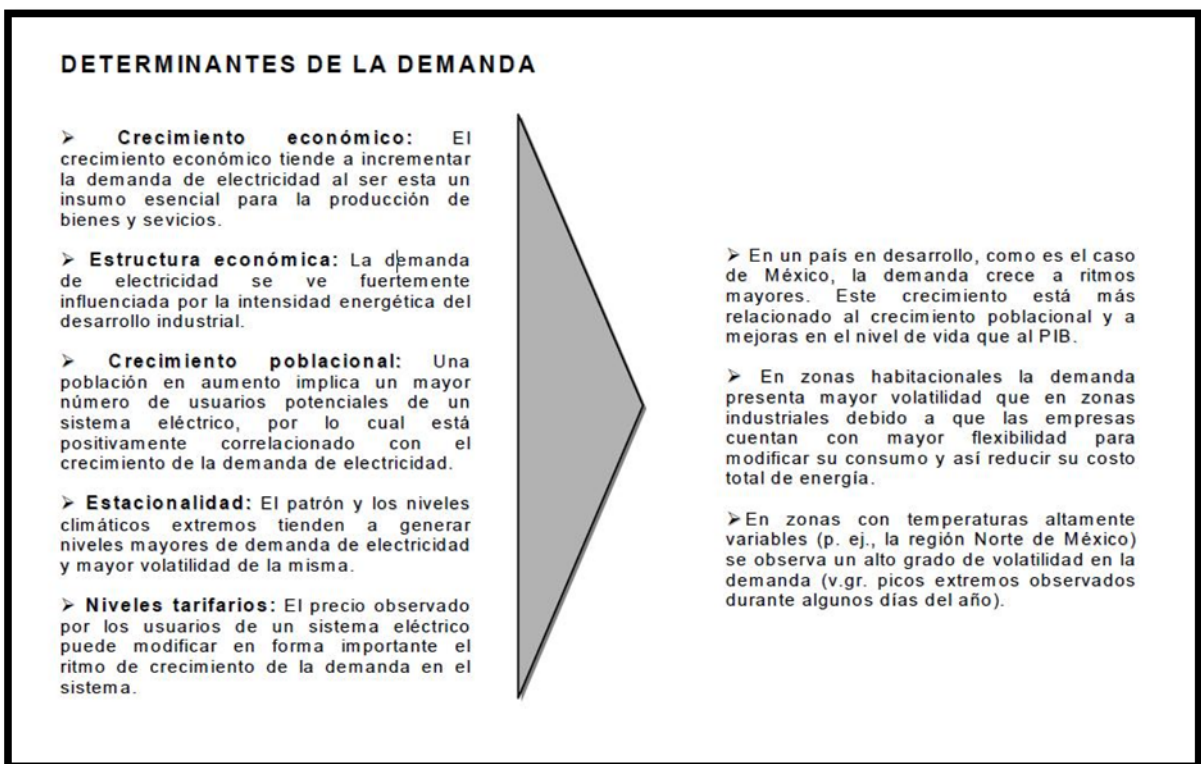 DETERMINANTES DE LA DEMANDA
➢ Crecimiento económico: El
crecimiento económico tiende a incrementar
la demanda de electricidad al ser esta un
insumo esencial para la producción de
bienes y sevicios.
➢ Estructura económica: La demanda
de electricidad se ve fuertemente
influenciada por la intensidad energética del
desarrollo industrial.
➢ Crecimiento poblacional: Una
población en aumento implica un mayor
número de usuarios potenciales de un
sistema eléctrico, por lo cual está
positivamente correlacionado con el
crecimiento de la demanda de electricidad.
➢ Estacionalidad: El patrón y los niveles
climáticos extremos tienden a generar
niveles mayores de demanda de electricidad
y mayor volatilidad de la misma.
➢ Niveles tarifarios: El precio observado
por los usuarios de un sistema eléctrico
puede modificar en forma importante el
ritmo de crecimiento de la demanda en el
sistema.
➢ En un país en desarrollo, como es el caso
de México, la demanda crece a ritmos
mayores. Este crecimiento está más
relacionado al crecimiento poblacional y a
mejoras en el nivel de vida que al PIB.
➢ En zonas habitacionales la demanda
presenta mayor volatilidad que en zonas
industriales debido a que las empresas
cuentan con mayor flexibilidad para
modificar su consumo y así reducir su costo
total de energía.
➢En zonas con temperaturas altamente
variables (p. ej., la región Norte de México)
se observa un alto grado de volatilidad en la
demanda (v.gr. picos extremos observados
durante algunos días del año).